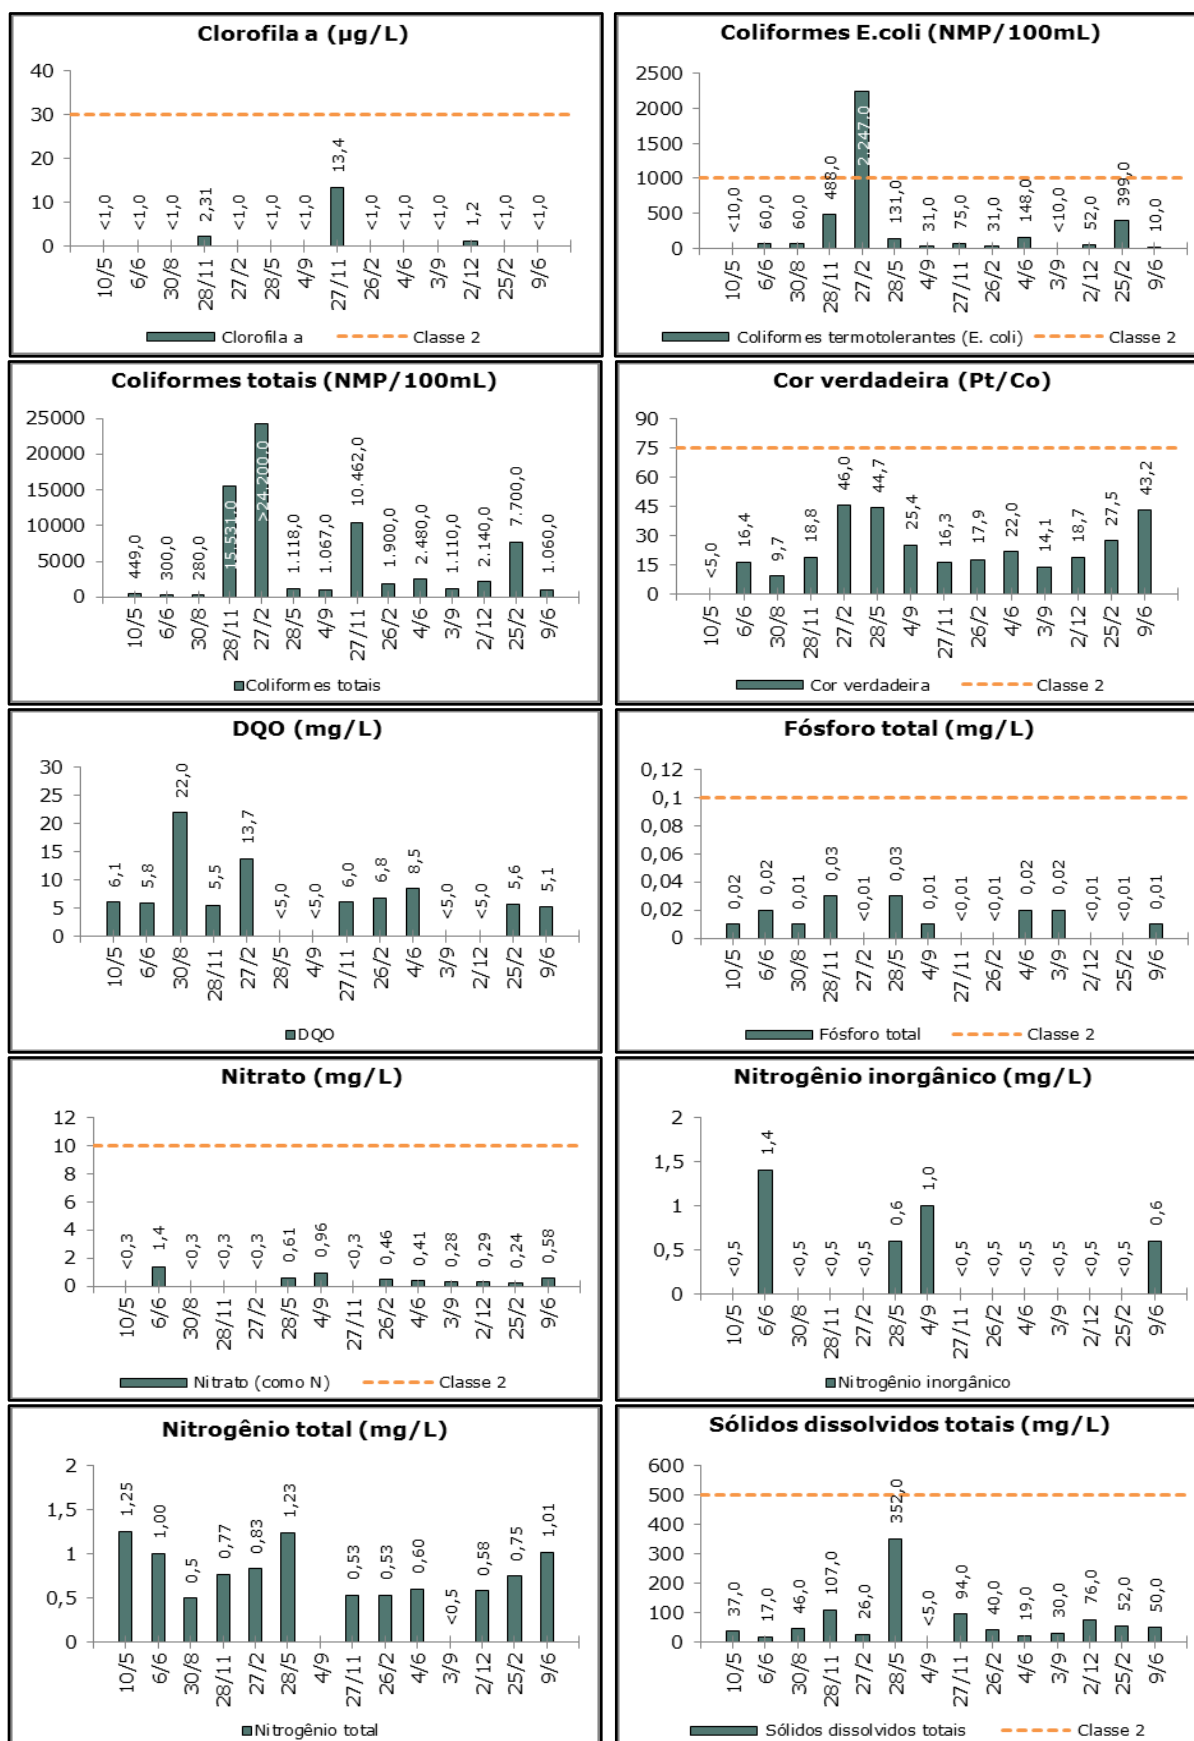 Clorofila a (µg/L)
40
30
20
10
0
<1,0 <1,0 <1,0 2,31 <1,0 <1,0 <1,0 13,4 <1,0 <1,0 <1,0 1,2 <1,0 <1,0
10/5 6/6 30/8 28/11 27/2 28/5 4/9 27/11 26/2 4/6 3/9 2/12 25/2 9/6
Clorofila a Classe 2
Coliformes E.coli (NMP/100mL)
2500
2000
1500
1000
500
0
<10,0 60,0 60,0 488,0 2.247,0 131,0 31,0 75,0 31,0 148,0 <10,0 52,0 399,0 10,0
10/5 6/6 30/8 28/11 27/2 28/5 4/9 27/11 26/2 4/6 3/9 2/12 25/2 9/6
Coliformes termotolerantes (E. coli) Classe 2
Coliformes totais (NMP/100mL)
25000
20000
15000
10000
5000
0
449,0 300,0 280,0 15.531,0 >24.200,0 1.118,0 1.067,0 10.462,0 1.900,0 2.480,0 1.110,0 2.140,0 7.700,0 1.060,0
10/5 6/6 30/8 28/11 27/2 28/5 4/9 27/11 26/2 4/6 3/9 2/12 25/2 9/6
Coliformes totais
Cor verdadeira (Pt/Co)
90
75
60
45
30
15
0
<5,0 16,4 9,7 18,8 46,0 44,7 25,4 16,3 17,9 22,0 14,1 18,7 27,5 43,2
10/5 6/6 30/8 28/11 27/2 28/5 4/9 27/11 26/2 4/6 3/9 2/12 25/2 9/6
Cor verdadeira Classe 2
DQO (mg/L)
30
25
20
15
10
5
0
6,1 5,8 22,0 5,5 13,7 <5,0 <5,0 6,0 6,8 8,5 <5,0 <5,0 5,6 5,1
10/5 6/6 30/8 28/11 27/2 28/5 4/9 27/11 26/2 4/6 3/9 2/12 25/2 9/6
DQO
Fósforo total (mg/L)
0,12
0,1
0,08
0,06
0,04
0,02
0
0,02 0,02 0,01 0,03 <0,01 0,03 0,01 <0,01 <0,01 0,02 0,02 <0,01 <0,01 0,01
10/5 6/6 30/8 28/11 27/2 28/5 4/9 27/11 26/2 4/6 3/9 2/12 25/2 9/6
Fósforo total Classe 2
Nitrato (mg/L)
12
10
8
6
4
2
0
<0,3 1,4 <0,3 <0,3 <0,3 0,61 0,96 <0,3 0,46 0,41 0,28 0,29 0,24 0,58
10/5 6/6 30/8 28/11 27/2 28/5 4/9 27/11 26/2 4/6 3/9 2/12 25/2 9/6
Nitrato (como N) Classe 2
Nitrogênio inorgânico (mg/L)
2
1,5
1
0,5
0
<0,5 1,4 <0,5 <0,5 <0,5 0,6 1,0 <0,5 <0,5 <0,5 <0,5 <0,5 <0,5 0,6
10/5 6/6 30/8 28/11 27/2 28/5 4/9 27/11 26/2 4/6 3/9 2/12 25/2 9/6
Nitrogênio inorgânico
Nitrogênio total (mg/L)
2
1,5
1
0,5
0
1,25 1,00 0,5 0,77 0,83 1,23 0,53 0,53 0,60 <0,5 0,58 0,75 1,01
10/5 6/6 30/8 28/11 27/2 28/5 4/9 27/11 26/2 4/6 3/9 2/12 25/2 9/6
Nitrogênio total
Sólidos dissolvidos totais (mg/L)
600
500
400
300
200
100
0
37,0 17,0 46,0 107,0 26,0 352,0 <5,0 94,0 40,0 19,0 30,0 76,0 52,0 50,0
10/5 6/6 30/8 28/11 27/2 28/5 4/9 27/11 26/2 4/6 3/9 2/12 25/2 9/6
Sólidos dissolvidos totais Classe 2